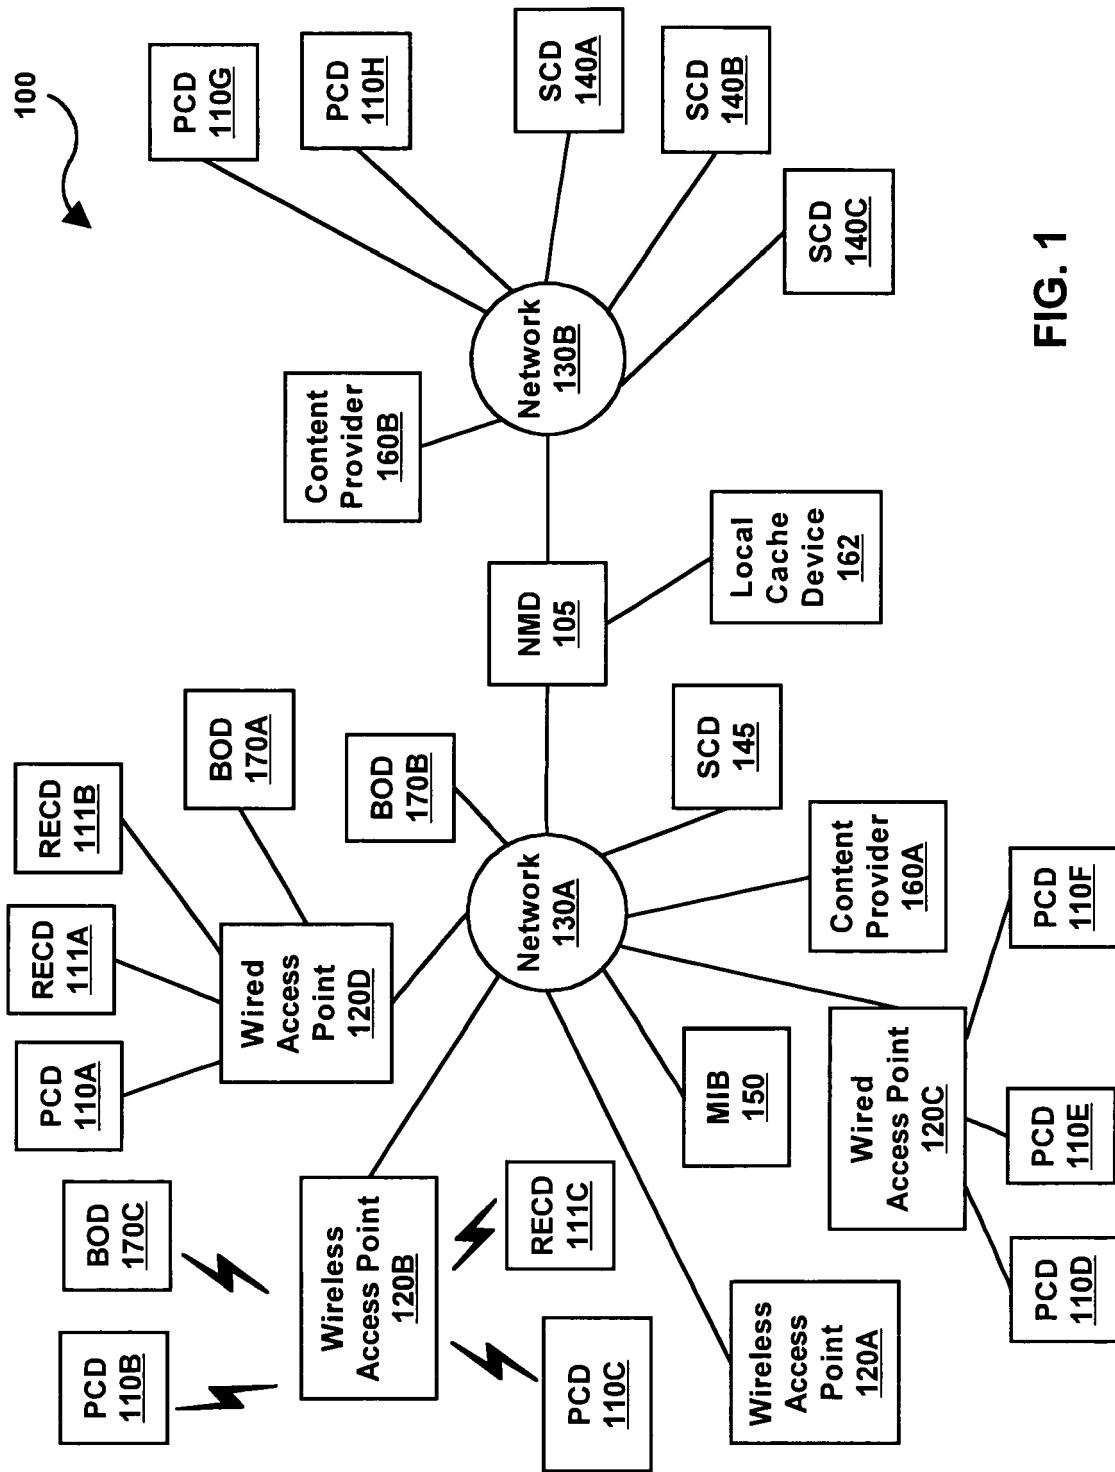 100
PCD
110G
PCD
110H
SCD
140A
SCD
140B
SCD
140C
Content
Provider
160B
Network
130B
NMD
105
Local
Cache
Device
162
RECD
111B
BOD
170A
BOD
170B
RECD
111A
PCD
110A
Wired
Access
Point
120D
Network
130A
SCD
145
Content
Provider
160A
MIB
150
Wired
Access Point
120C
PCD
110F
PCD
110E
PCD
110D
BOD
170C
PCD
110B
Wireless
Access Point
120B
RECD
111C
PCD
110C
Wireless
Access
Point
120A
FIG. 1